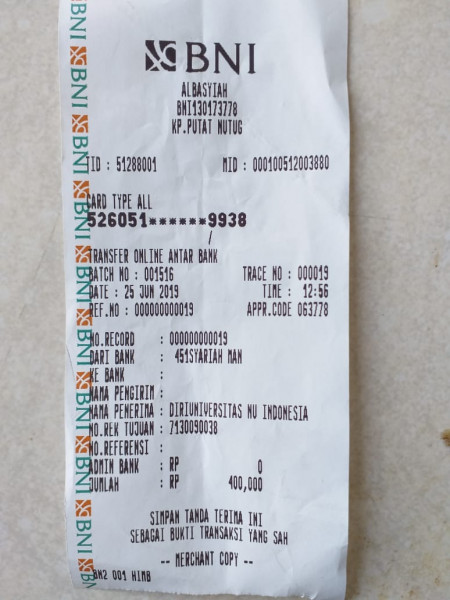 BNI
ALBASYIAH
BNI130173778
KP.PUTAT NUTUG
TID : 51288001 MID : 000100512003880
CARD TYPE ALL
526051******9938
/
TRANSFER ONLINE ANTAR BANK
BATCH NO : 001516 TRACE NO : 000019
DATE : 25 JUN 2019 TIME : 12:56
REF.NO : 000000000019 APPR.CODE 063778
NO.RECORD : 000000000019
DARI BANK : 451SYARIAH MAN
KE BANK :
NAMA PENGIRIM :
NAMA PENERIMA : DIRIUNIVERSITAS NU INDONESIA
NO.REK TUJUAN : 7130090038
NO.REFERENSI :
ADMIN BANK : RP 0
JUMLAH : RP 400,000
SIMPAN TANDA TERIMA INI
SEBAGAI BUKTI TRANSAKSI YANG SAH
-- MERCHANT COPY --
BN2 001 HIMB
BNI
BNI
BNI
BNI
BNI
BNI
BNI
BNI
BNI
BNI